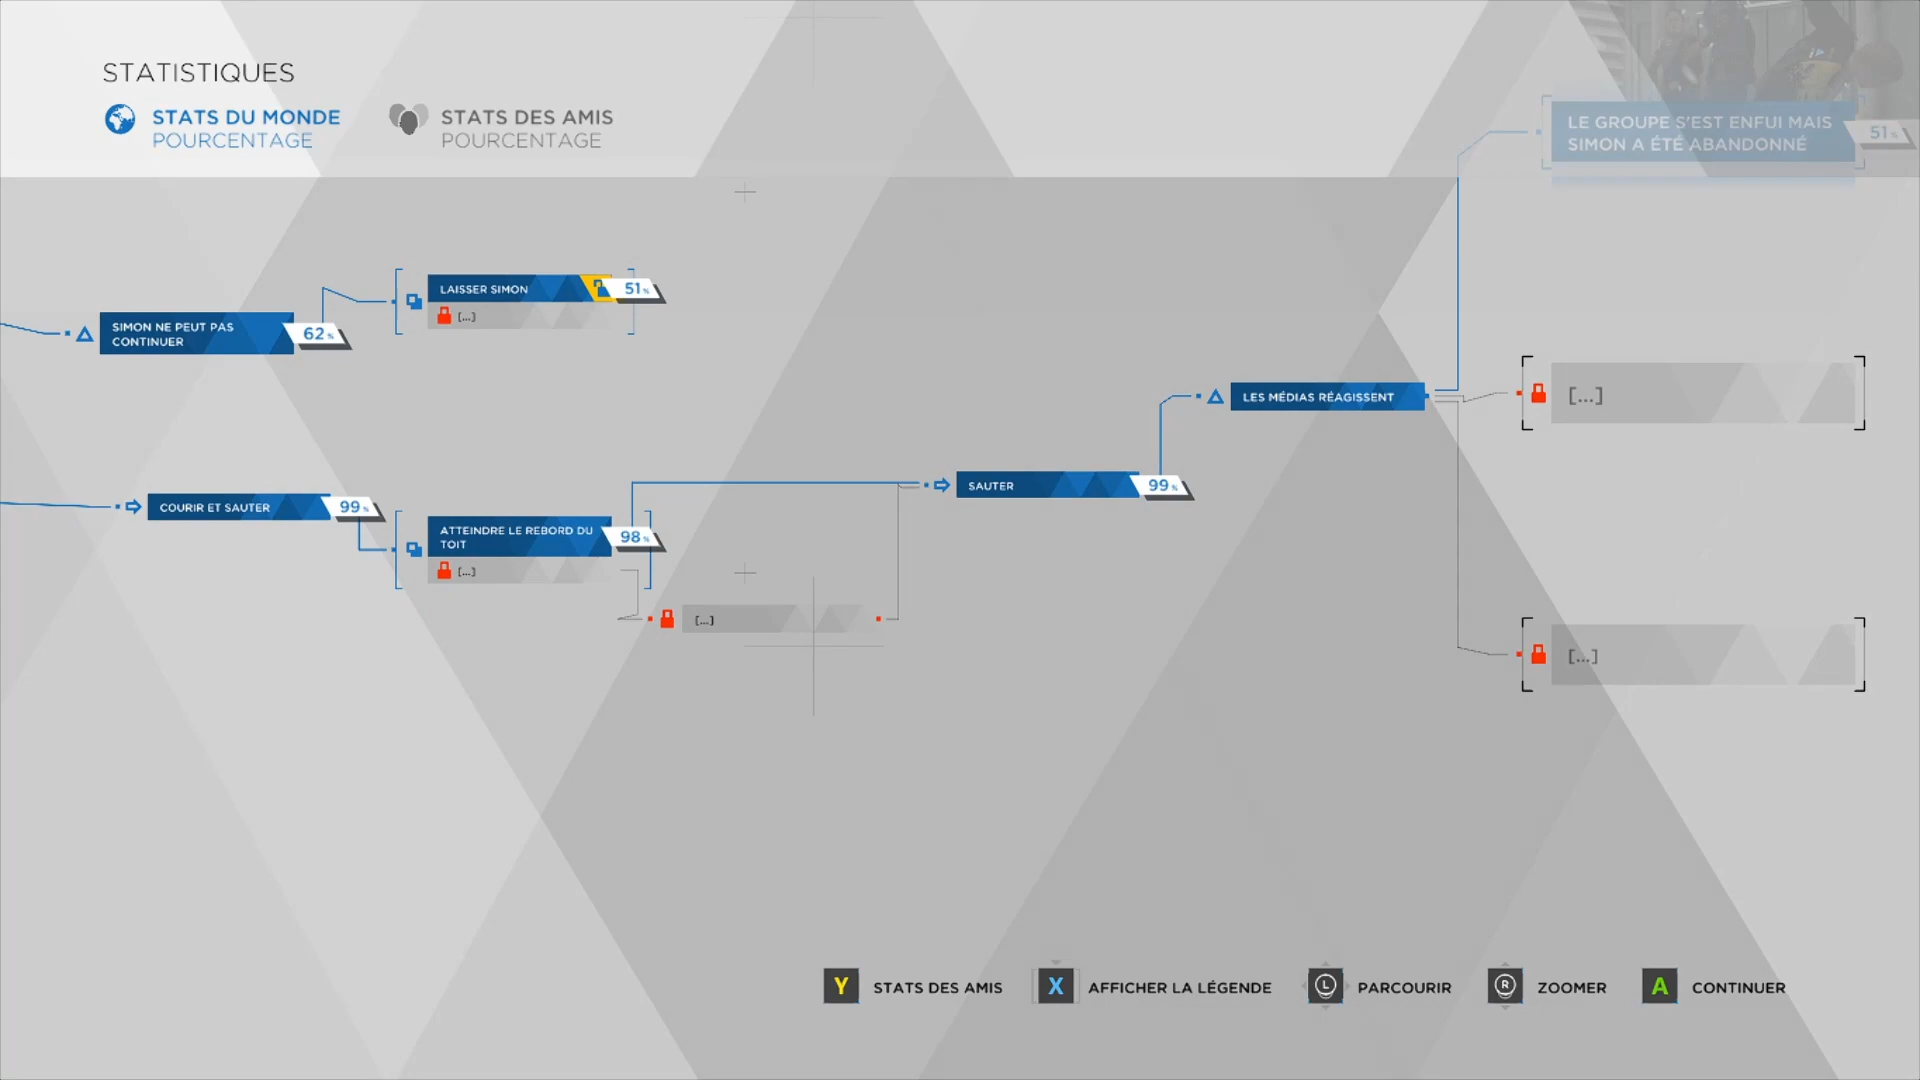 STATISTIQUES
STATS DU MONDE
POURCENTAGE
STATS DES AMIS
POURCENTAGE
LE GROUPE S'EST ENFUI MAIS
SIMON A ÉTÉ ABANDONNÉ
51%
LAISSER SIMON
51%
[...]
SIMON NE PEUT PAS
CONTINUER
62%
LES MÉDIAS RÉAGISSENT
[...]
SAUTER
99%
COURIR ET SAUTER
99%
ATTEINDRE LE REBORD DU
TOIT
98%
[...]
[...]
[...]
Y STATS DES AMIS
X AFFICHER LA LÉGENDE
L PARCOURIR
R ZOOMER
A CONTINUER